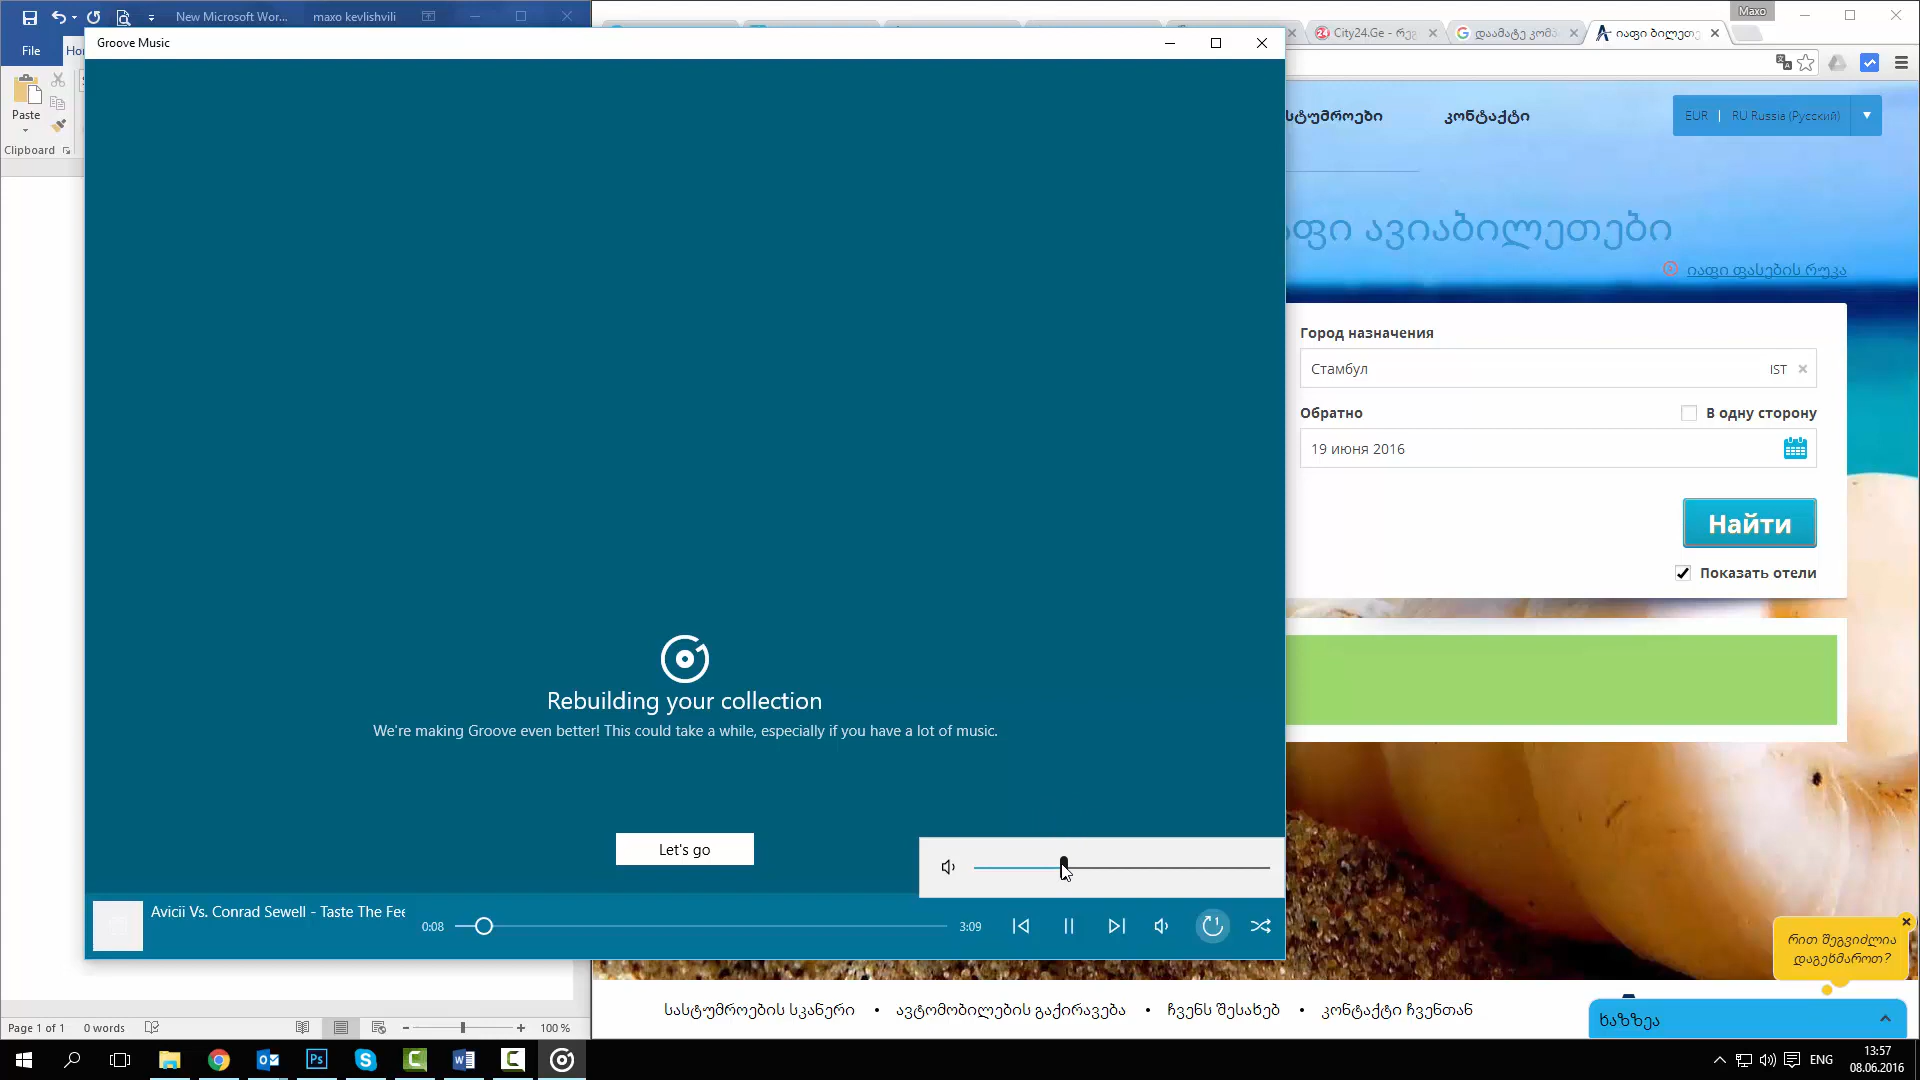 New Microsoft Wor...
maxo kevlishvili
Maxo
File
Groove Music
City24.Ge - რეგ
დაამატე კომპ
იაფი ბილეთე
Paste
Clipboard
სტუმროები
კონტაქტი
EUR | RU Russia (Русский)
ავიაბილეთები
იაფი ფასების რუკა
Город назначения
Стамбул
IST
Обратно
В одну сторону
19 июня 2016
Найти
Показать отели
Rebuilding your collection
We're making Groove even better! This could take a while, especially if you have a lot of music.
Let's go
Avicii Vs. Conrad Sewell - Taste The Fee
0:08
3:09
რით შეგვიძლია
დაგეხმაროთ?
სასტუმროების სკანერი • ავტომობილების გაქირავება • ჩვენს შესახებ • კონტაქტი ჩვენთან
ხაზზეა
Page 1 of 1
0 words
100 %
ENG
13:57
08.06.2016